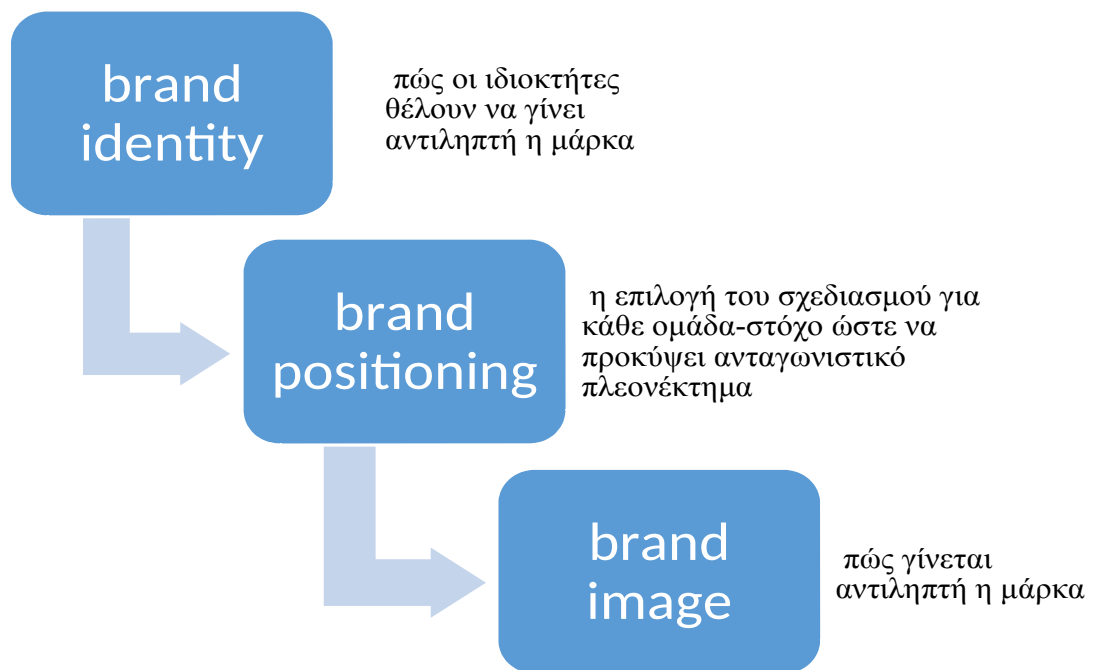 brand
identity
πώς οι ιδιοκτήτες
θέλουν να γίνει
αντιληπτή η μάρκα
brand
positioning
η επιλογή του σχεδιασμού για
κάθε ομάδα-στόχο ώστε να
προκύψει ανταγωνιστικό
πλεονέκτημα
brand
image
πώς γίνεται
αντιληπτή η μάρκα